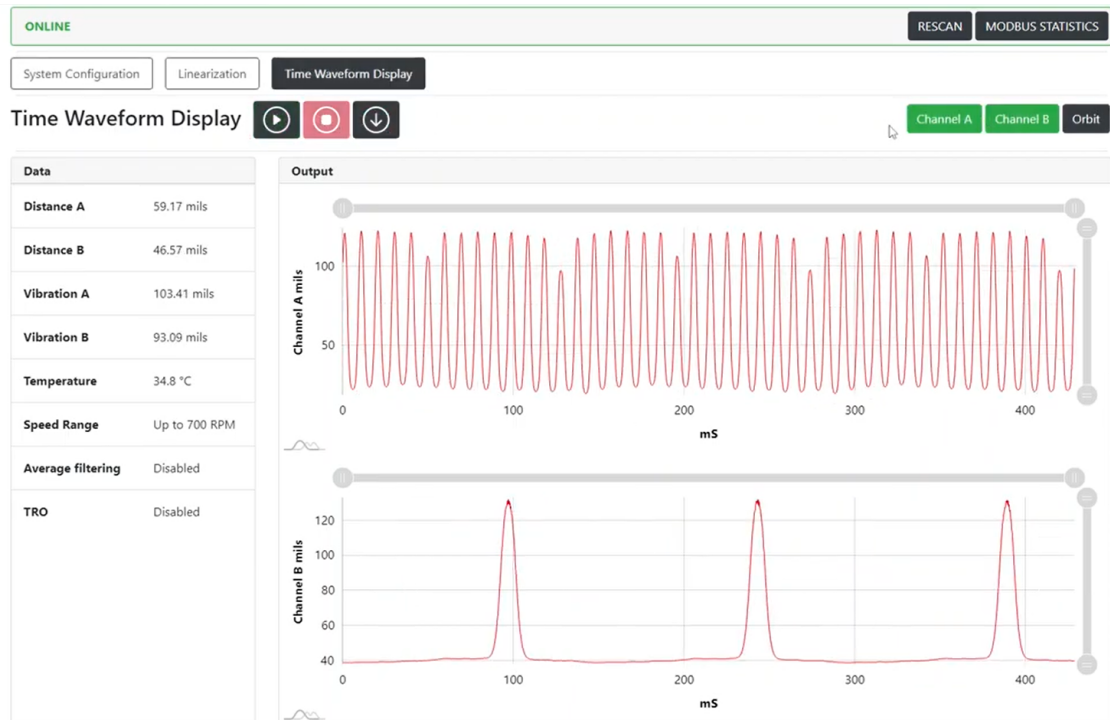 ONLINE
RESCAN
MODBUS STATISTICS
System Configuration
Linearization
Time Waveform Display
Time Waveform Display
Channel A
Channel B
Orbit
Data
Distance A 59.17 mils
Distance B 46.57 mils
Vibration A 103.41 mils
Vibration B 93.09 mils
Temperature 34.8 °C
Speed Range Up to 700 RPM
Average filtering Disabled
TRO Disabled
Output
Channel A mils
100
50
0 100 200 300 400
mS
Channel B mils
120
100
80
60
40
0 100 200 300 400
mS